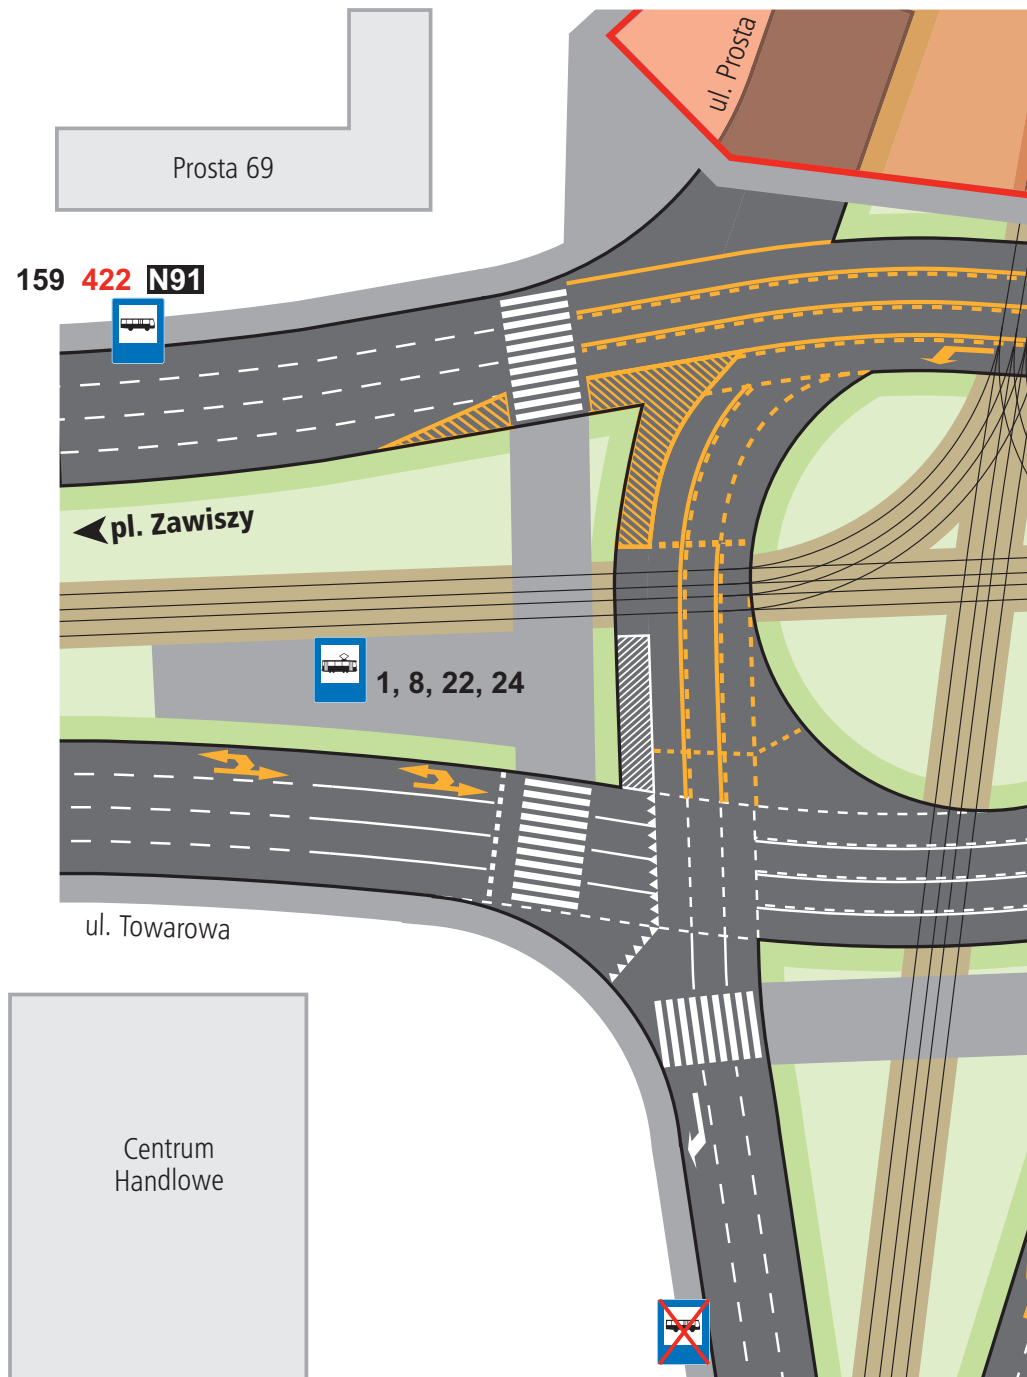 ul. Prosta
Prosta 69
159 422 N91
pl. Zawiszy
1, 8, 22, 24
ul. Towarowa
Centrum
Handlowe